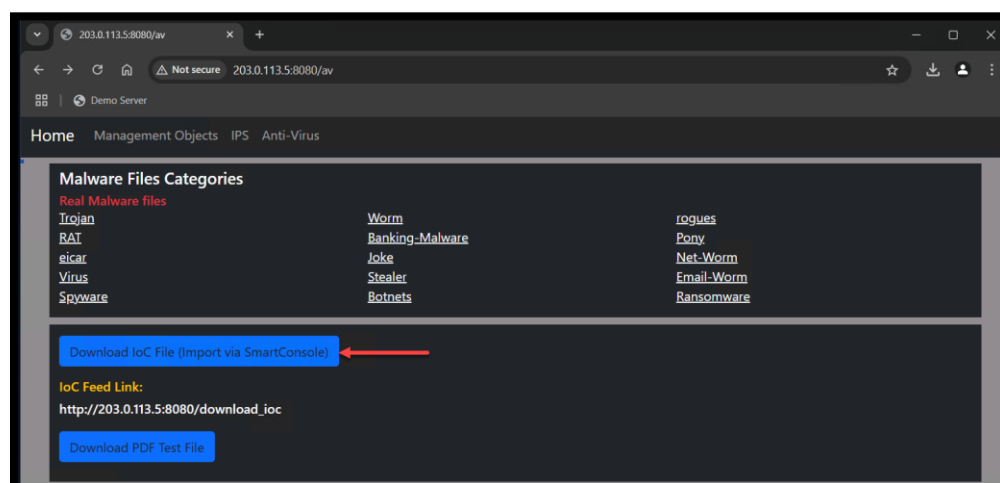 203.0.113.5:8080/av
Not secure 203.0.113.5:8080/av
Demo Server
Home Management Objects IPS Anti-Virus
Malware Files Categories
Real Malware files
Trojan Worm rogues
RAT Banking-Malware Pony
eicar Joke Net-Worm
Virus Stealer Email-Worm
Spyware Botnets Ransomware
Download IoC File (Import via SmartConsole)
IoC Feed Link:
http://203.0.113.5:8080/download_ioc
Download PDF Test File